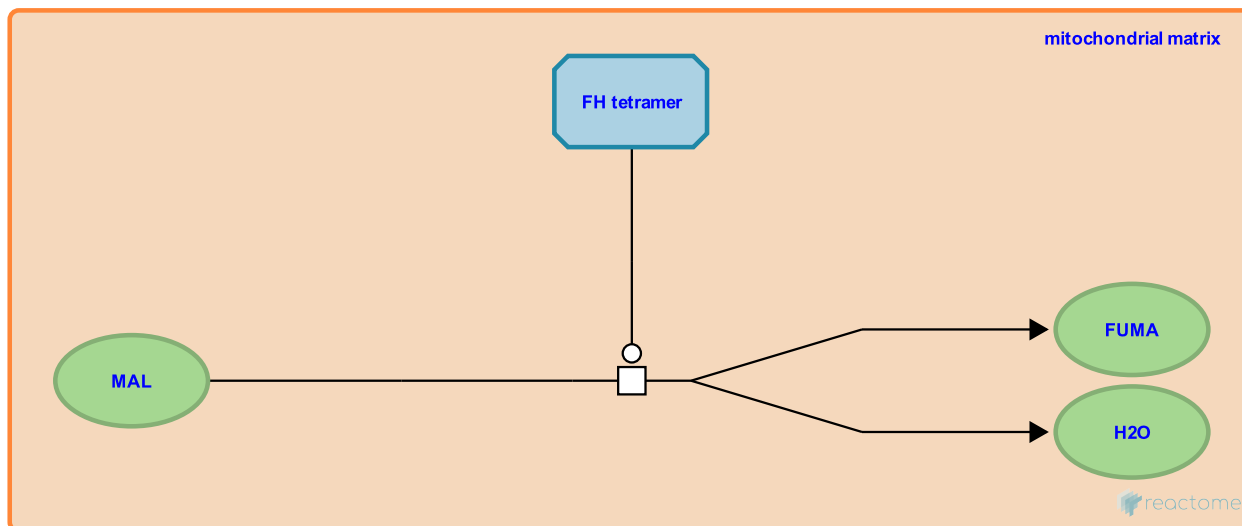 mitochondrial matrix
FH tetramer
MAL
FUMA
H2O
reactome